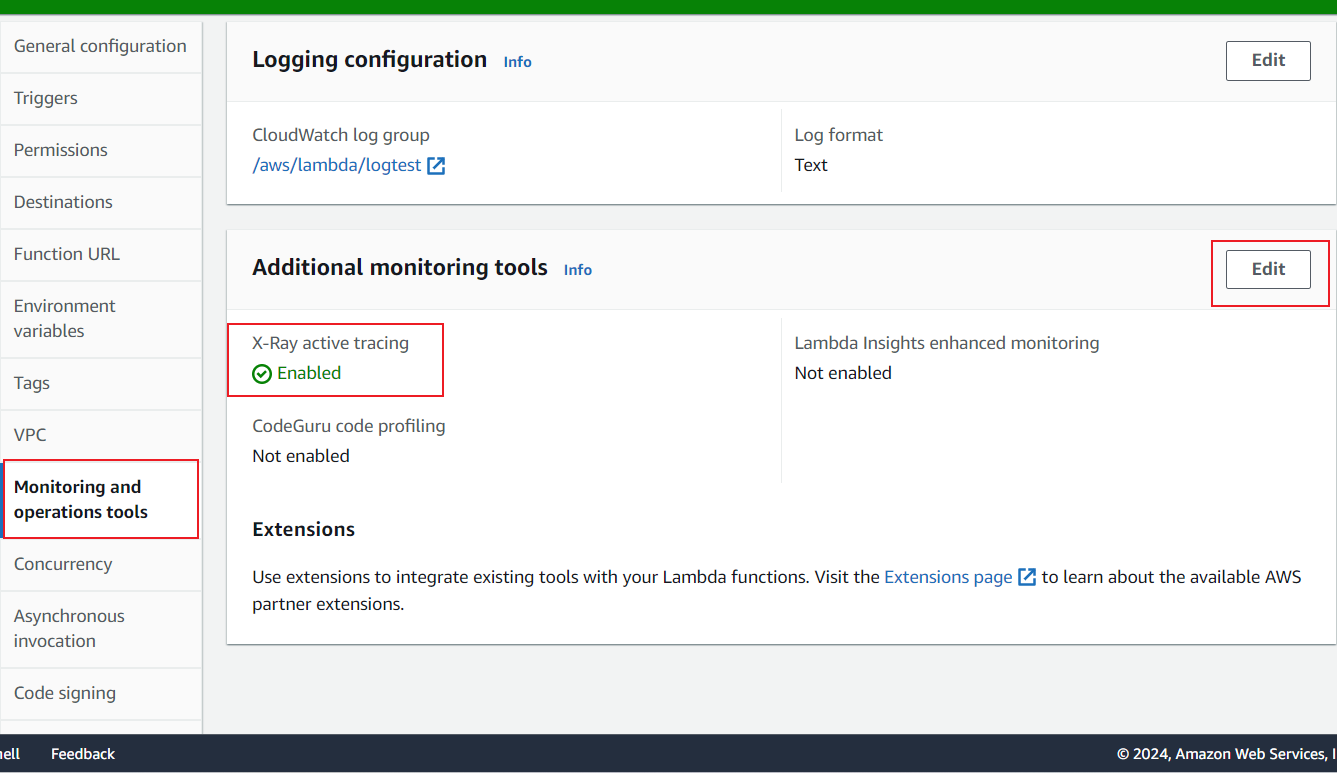 General configuration
Triggers
Permissions
Destinations
Function URL
Environment
variables
Tags
VPC
Monitoring and
operations tools
Concurrency
Asynchronous
invocation
Code signing
Logging configuration Info
Edit
CloudWatch log group
/aws/lambda/logtest
Log format
Text
Additional monitoring tools Info
Edit
X-Ray active tracing
Enabled
Lambda Insights enhanced monitoring
Not enabled
CodeGuru code profiling
Not enabled
Extensions
Use extensions to integrate existing tools with your Lambda functions. Visit the Extensions page to learn about the available AWS
partner extensions.
Feedback
© 2024, Amazon Web Services,